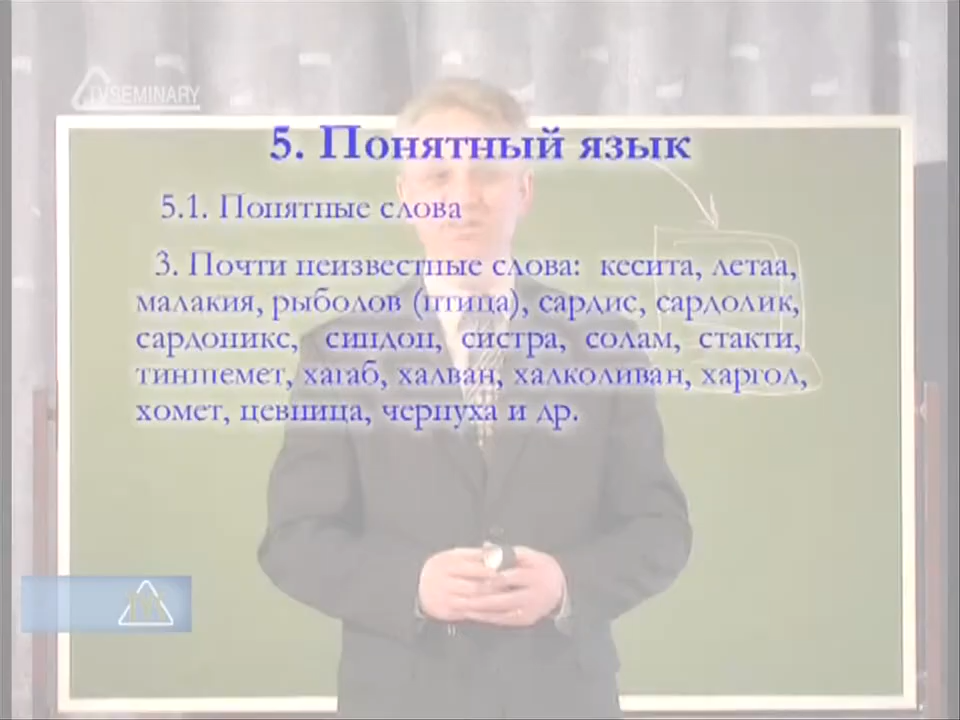 TVSEMINARY
5. Понятный язык
5.1. Понятные слова
3. Почти неизвестные слова: кесита, летаа,
малакия, рыболов (птица), сардис, сардолик,
сардоникс, синдон, систра, солам, стакти,
тиншемет, хагаб, халван, халколиван, харгол,
хомет, цевница, чернуха и др.